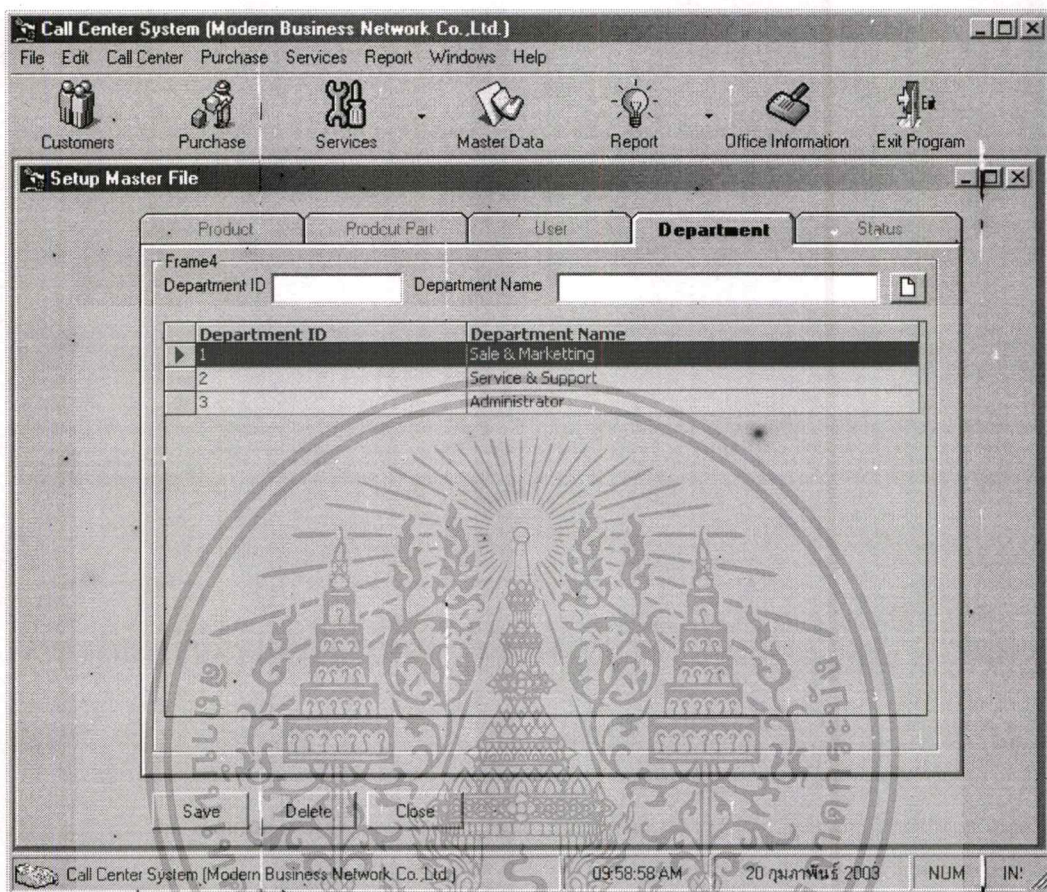 Call Center System (Modern Business Network Co.,Ltd.)
File Edit Call Center Purchase Services Report Windows Help
Customers Purchase Services Master Data Report Office Information Exit Program
Setup Master File
Product Prodcut Part User Department Status
Frame4
Department ID Department Name
Department ID Department Name
1 Sale & Marketting
2 Service & Support
3 Administrator
Save Delete Close
Call Center System (Modern Business Network Co.,Ltd.) 09:58:58 AM 20 กุมภาพันธ์ 2003 NUM IN: